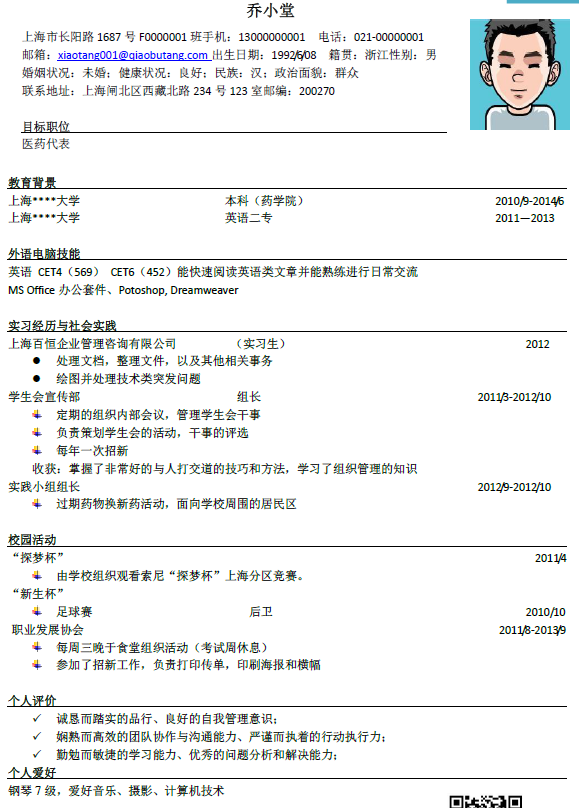 乔小堂
上海市长阳路 1687 号 F0000001 班手机：13000000001 电话：021-00000001
邮箱：xiaotang001@qiaobutang.com 出生日期：1992/6/08 籍贯：浙江性别：男
婚姻状况：未婚；健康状况：良好；民族：汉；政治面貌：群众
联系地址：上海闸北区西藏北路 234 号 123 室邮编：200270
目标职位
医药代表
教育背景
上海****大学 本科（药学院） 2010/9-2014/6
上海****大学 英语二专 2011—2013
外语电脑技能
英语 CET4（569） CET6（452）能快速阅读英语类文章并能熟练进行日常交流
MS Office 办公套件、Potoshop, Dreamweaver
实习经历与社会实践
上海百恒企业管理咨询有限公司 （实习生） 2012
● 处理文档，整理文件，以及其他相关事务
● 绘图并处理技术类突发问题
学生会宣传部 组长 2011/3-2012/10
定期的组织内部会议，管理学生会干事
负责策划学生会的活动，干事的评选
每年一次招新
收获：掌握了非常好的与人打交道的技巧和方法，学习了组织管理的知识
实践小组组长 2012/9-2012/10
过期药物换新药活动，面向学校周围的居民区
校园活动
“探梦杯” 2011/4
由学校组织观看索尼“探梦杯”上海分区竞赛。
“新生杯”
足球赛 后卫 2010/10
职业发展协会 2011/8-2013/9
每周三晚于食堂组织活动（考试周休息）
参加了招新工作，负责打印传单，印刷海报和横幅
个人评价
✓ 诚恳而踏实的品行、良好的自我管理意识；
✓ 娴熟而高效的团队协作与沟通能力、严谨而执着的行动执行力；
✓ 勤勉而敏捷的学习能力、优秀的问题分析和解决能力；
个人爱好
钢琴 7 级，爱好音乐、摄影、计算机技术